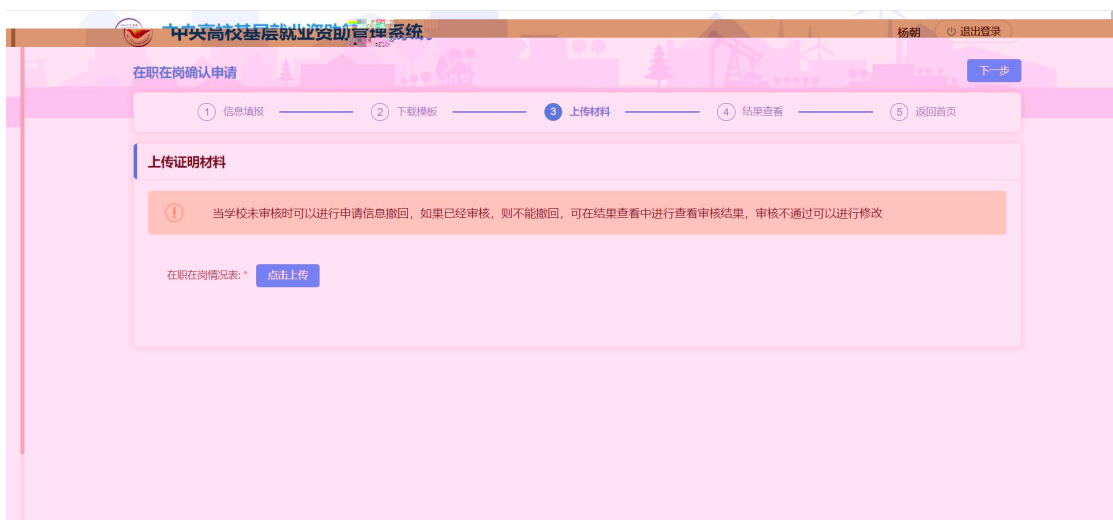 中央高校基层就业资助管理系统
杨朝 退出登录
在职在岗确认申请 下一步
1 信息填报 2 下载模板 3 上传材料 4 结果查看 5 返回首页
上传证明材料
当学校未审核时可以进行申请信息撤回，如果已经审核，则不能撤回，可在结果查看中进行查看审核结果，审核不通过可以进行修改
在职在岗情况表: * 点击上传